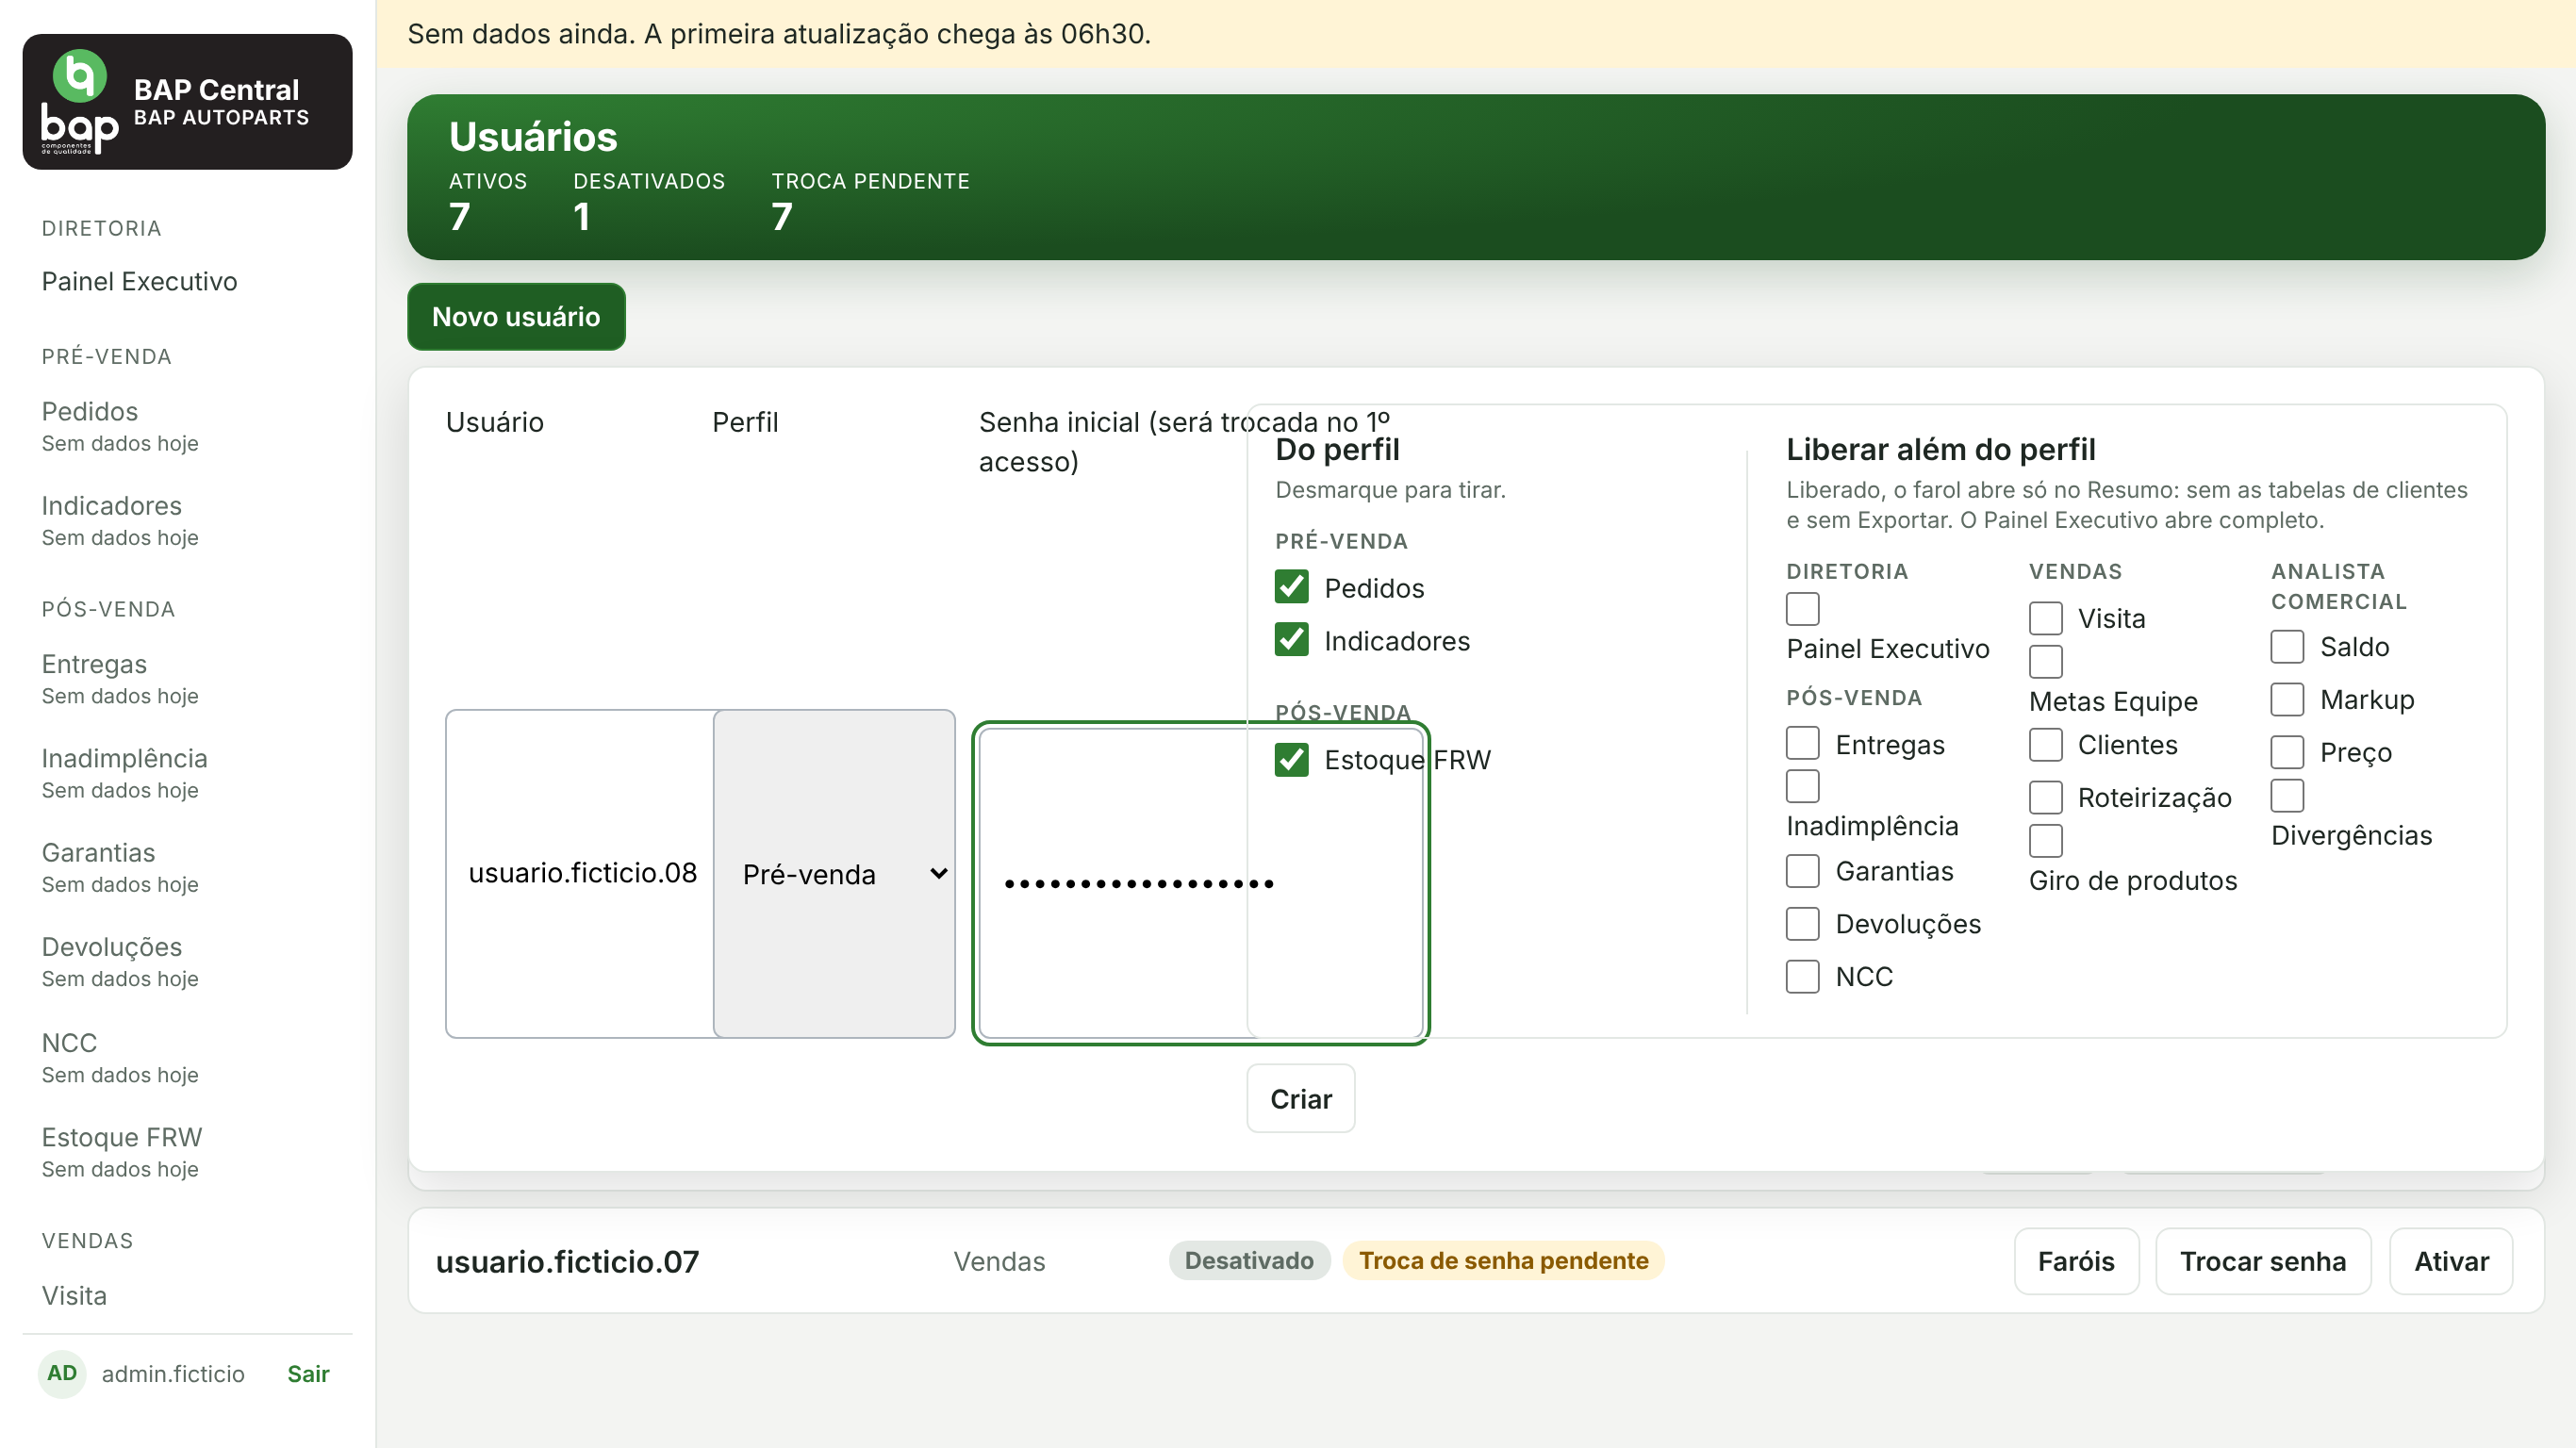 Sem dados ainda. A primeira atualização chega às 06h30.
bap
componentes
de qualidade
BAP Central
BAP AUTOPARTS
DIRETORIA
Painel Executivo
PRÉ-VENDA
Pedidos
Sem dados hoje
Indicadores
Sem dados hoje
PÓS-VENDA
Entregas
Sem dados hoje
Inadimplência
Sem dados hoje
Garantias
Sem dados hoje
Devoluções
Sem dados hoje
NCC
Sem dados hoje
Estoque FRW
Sem dados hoje
VENDAS
Visita
AD admin.ficticio Sair
Usuários
ATIVOS DESATIVADOS TROCA PENDENTE
7 1 7
Novo usuário
Usuário
usuario.ficticio.08
Perfil
Pré-venda
Senha inicial (será trocada no 1º
acesso)
••••••••••••••••••
Do perfil
Desmarque para tirar.
PRÉ-VENDA
Pedidos
Indicadores
PÓS-VENDA
Estoque FRW
Liberar além do perfil
Liberado, o farol abre só no Resumo: sem as tabelas de clientes
e sem Exportar. O Painel Executivo abre completo.
DIRETORIA
Painel Executivo
PÓS-VENDA
Entregas
Inadimplência
Garantias
Devoluções
NCC
VENDAS
Visita
Metas Equipe
Clientes
Roteirização
Giro de produtos
ANALISTA
COMERCIAL
Saldo
Markup
Preço
Divergências
Criar
usuario.ficticio.07 Vendas Desativado Troca de senha pendente Faróis Trocar senha Ativar